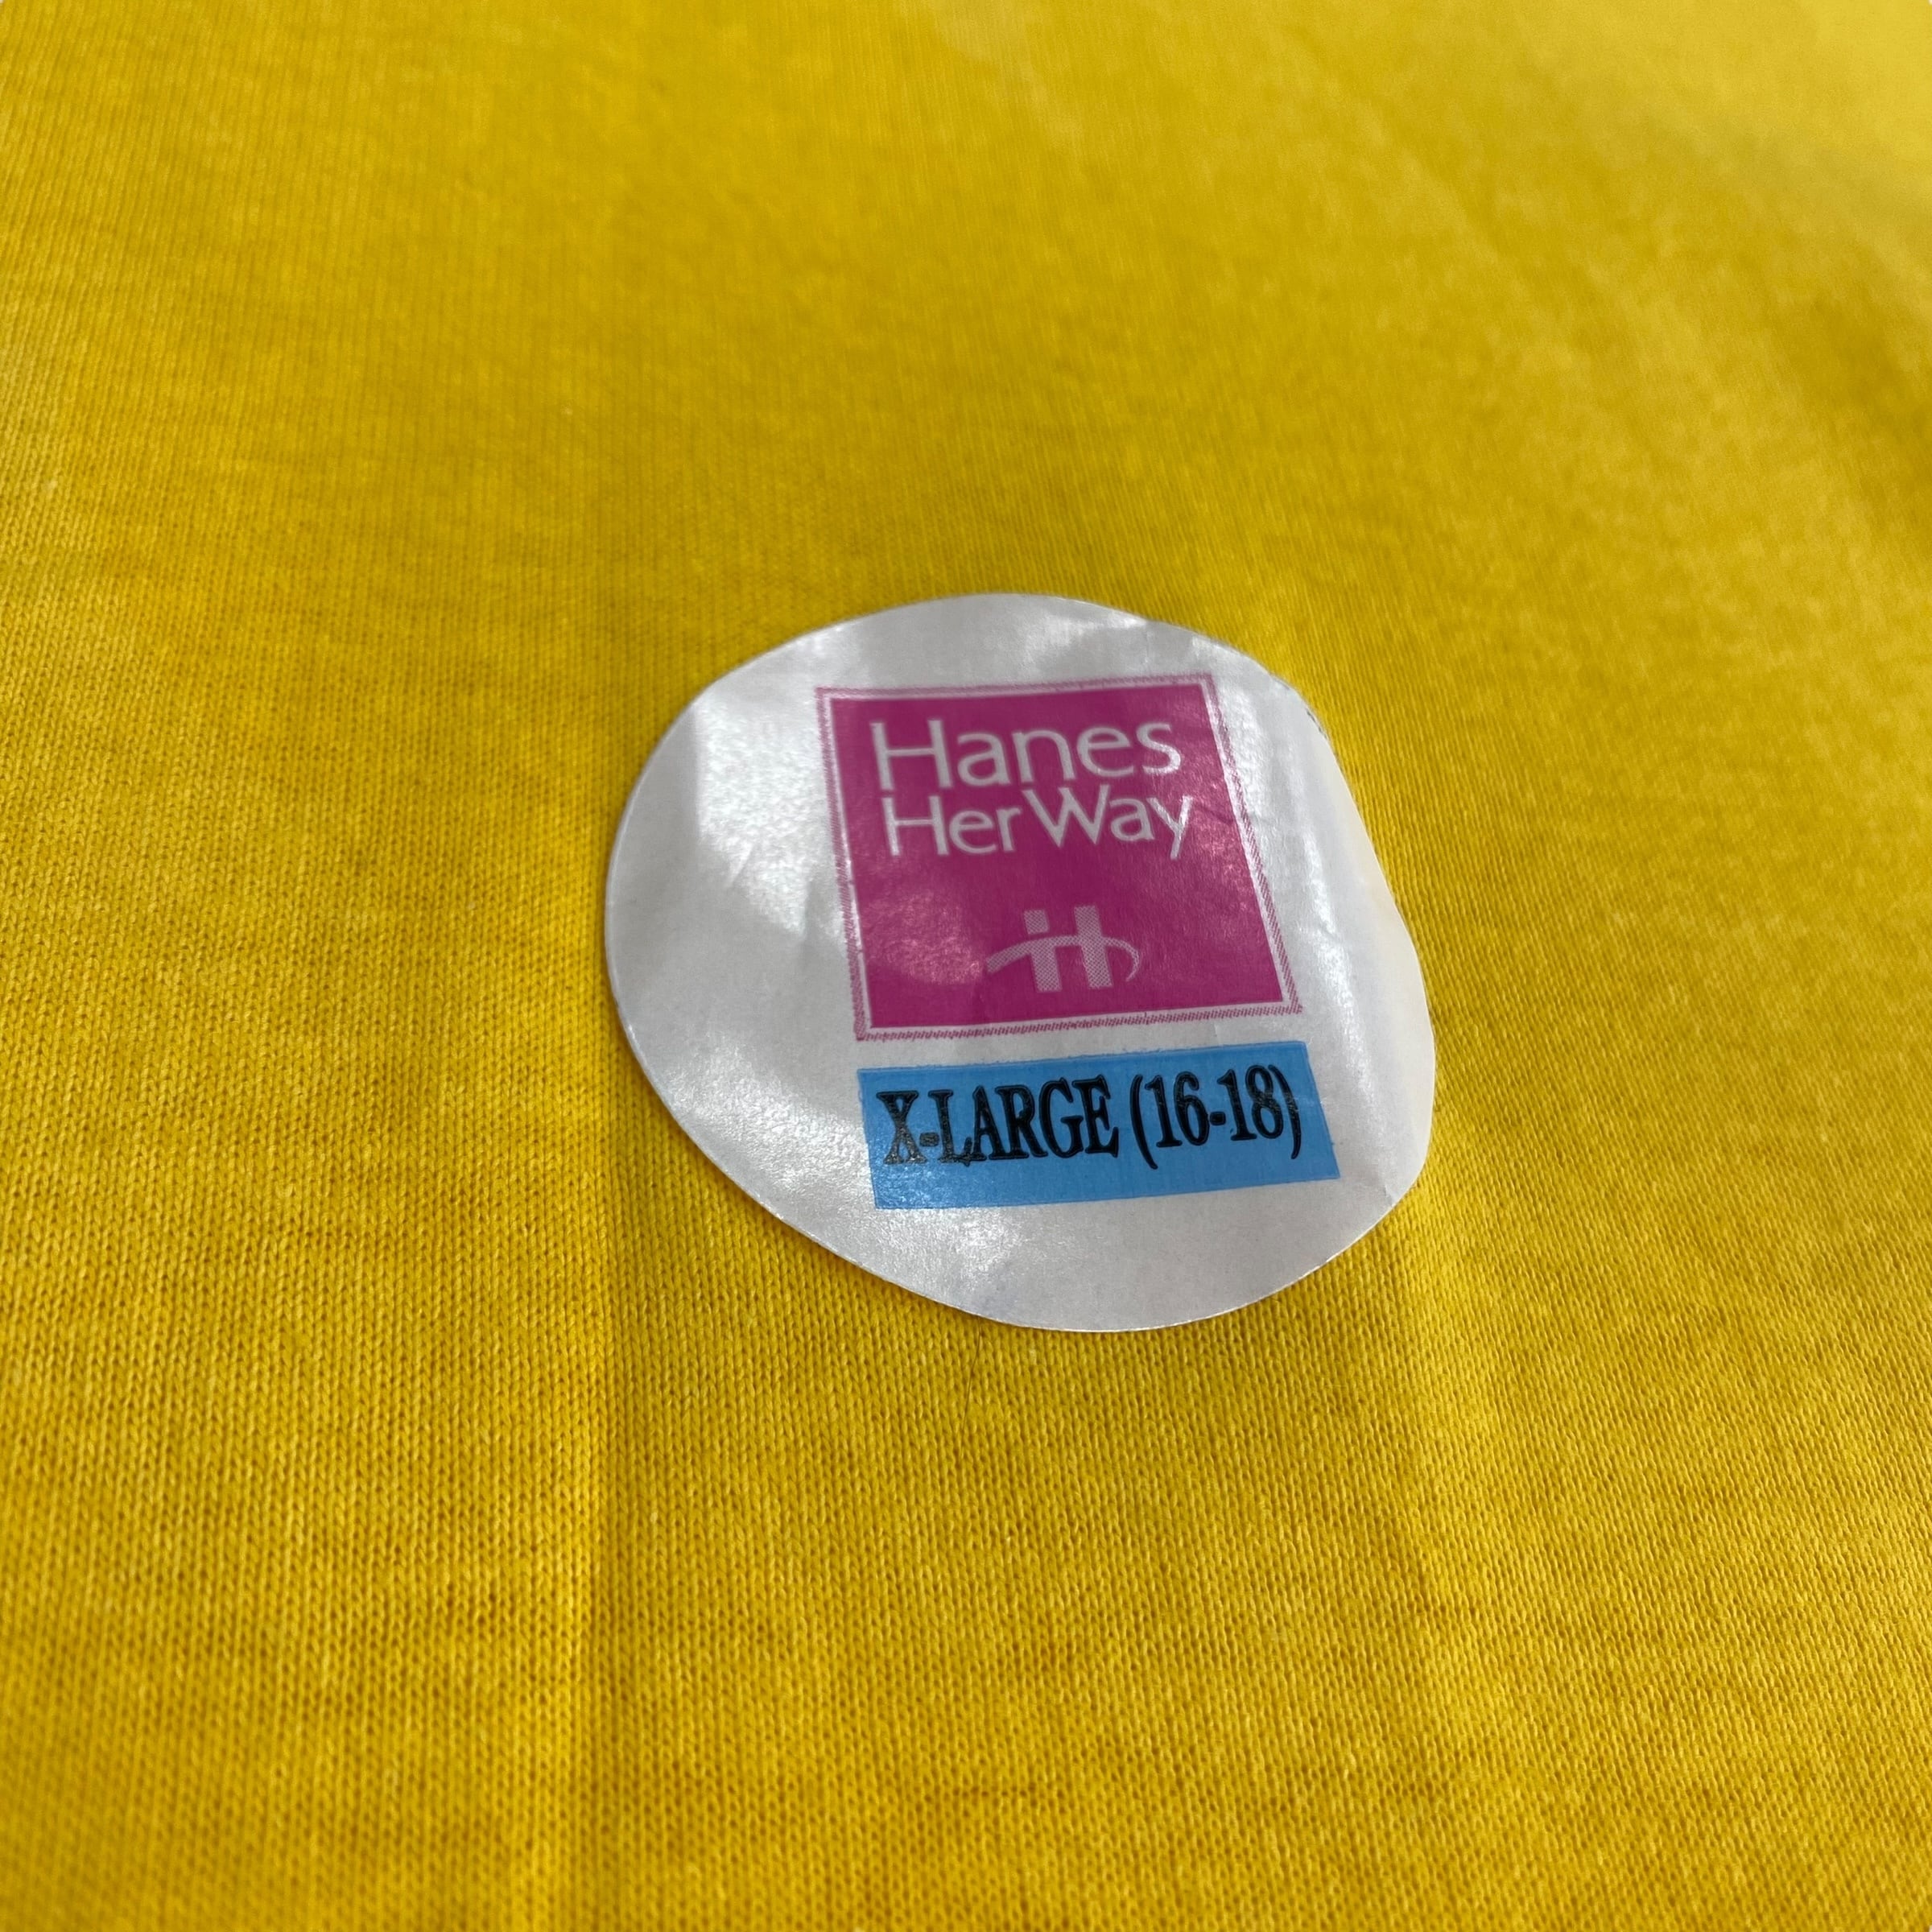 Hanes
Her Way
H
X-LARGE (16-18)